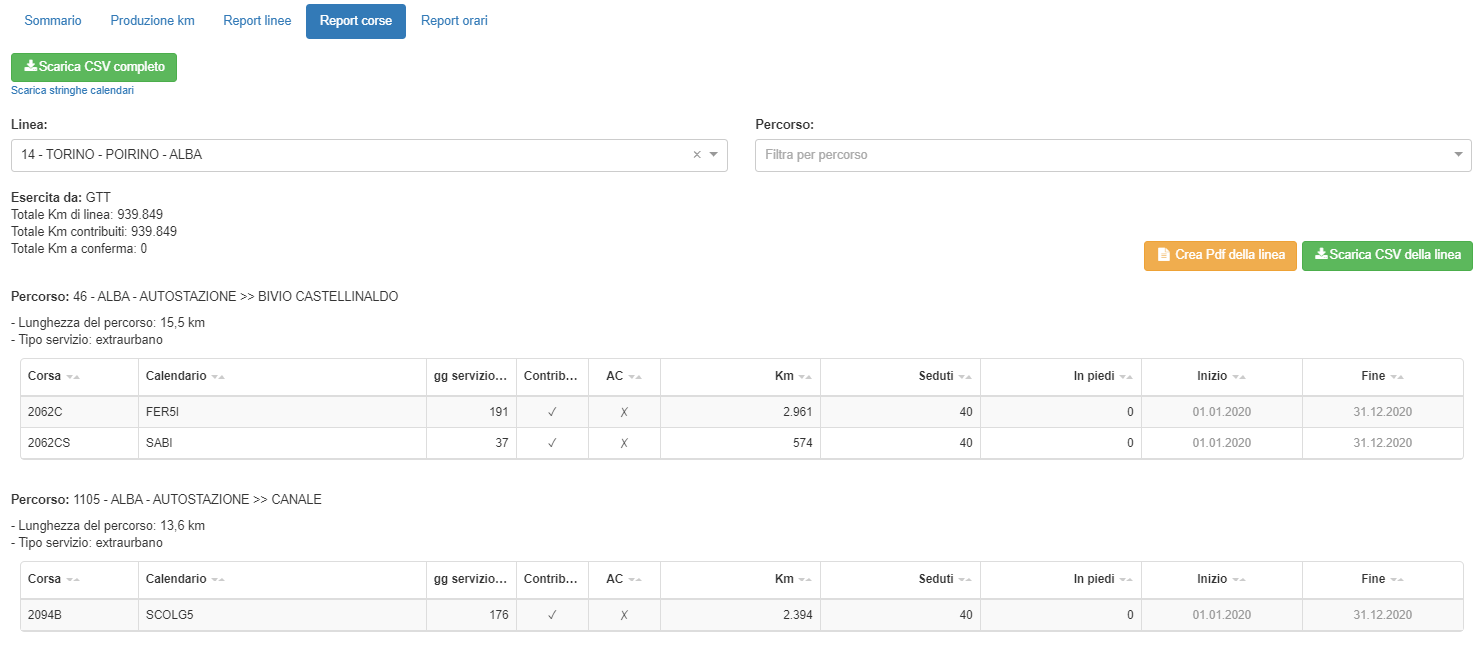 Sommario Produzione km Report linee Report corse Report orari
Scarica CSV completo
Scarica stringhe calendari
Linea: Percorso:
14 - TORINO - POIRINO - ALBA × Filtra per percorso
Esercita da: GTT
Totale Km di linea: 939.849
Totale Km contribuiti: 939.849
Totale Km a conferma: 0
Crea Pdf della linea Scarica CSV della linea
Percorso: 46 - ALBA - AUTOSTAZIONE >> BIVIO CASTELLINALDO
- Lunghezza del percorso: 15,5 km
- Tipo servizio: extraurbano
Corsa Calendario gg servizio... Contrib... AC Km Seduti In piedi Inizio Fine
2062C FER5I 191 ✓ ✗ 2.961 40 0 01.01.2020 31.12.2020
2062CS SABI 37 ✓ ✗ 574 40 0 01.01.2020 31.12.2020
Percorso: 1105 - ALBA - AUTOSTAZIONE >> CANALE
- Lunghezza del percorso: 13,6 km
- Tipo servizio: extraurbano
Corsa Calendario gg servizio... Contrib... AC Km Seduti In piedi Inizio Fine
2094B SCOLG5 176 ✓ ✗ 2.394 40 0 01.01.2020 31.12.2020